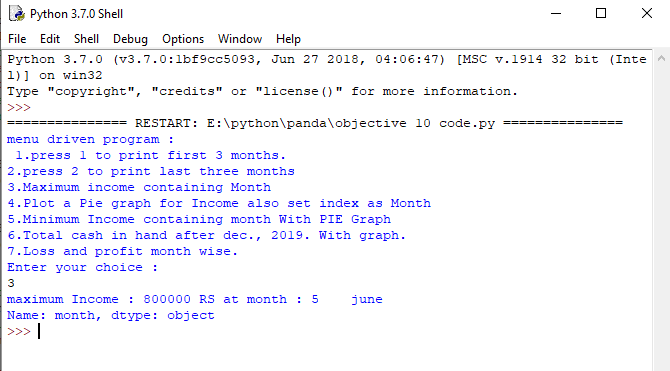 Python 3.7.0 Shell
File Edit Shell Debug Options Window Help
Python 3.7.0 (v3.7.0:1bf9cc5093, Jun 27 2018, 04:06:47) [MSC v.1914 32 bit (Inte
l)] on win32
Type "copyright", "credits" or "license()" for more information.
>>>
=============== RESTART: E:\python\panda\objective 10 code.py ===============
menu driven program :
 1.press 1 to print first 3 months.
2.press 2 to print last three months
3.Maximum income containing Month
4.Plot a Pie graph for Income also set index as Month
5.Minimum Income containing month With PIE Graph
6.Total cash in hand after dec., 2019. With graph.
7.Loss and profit month wise.
Enter your choice :
3
maximum Income : 800000 RS at month : 5    june
Name: month, dtype: object
>>>